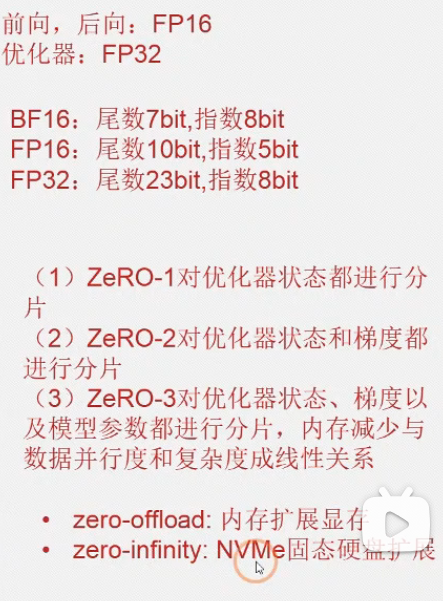 前向，后向：FP16
优化器：FP32
BF16：尾数7bit,指数8bit
FP16：尾数10bit,指数5bit
FP32：尾数23bit,指数8bit
（1）ZeRO-1对优化器状态都进行分
片
（2）ZeRO-2对优化器状态和梯度都
进行分片
（3）ZeRO-3对优化器状态、梯度以
及模型参数都进行分片，内存减少与
数据并行度和复杂度成线性关系
• zero-offload: 内存扩展显存
• zero-infinity: NVMe固态硬盘扩展